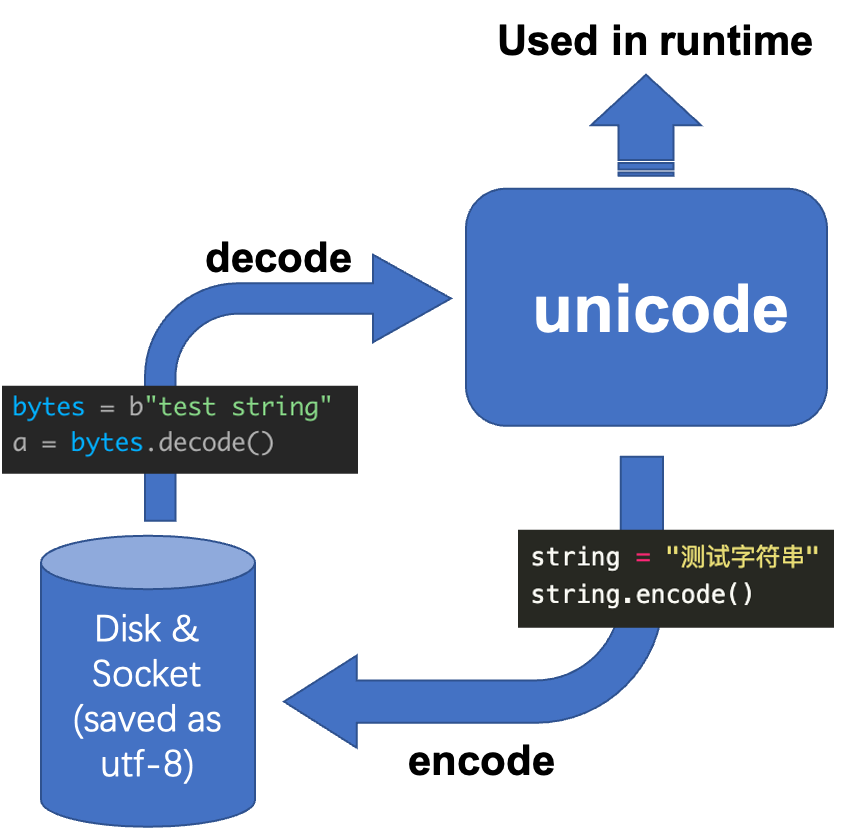 Used in runtime
decode
unicode
bytes = b"test string"
a = bytes.decode()
string = "测试字符串"
string.encode()
Disk &
Socket
(saved as
utf-8)
encode